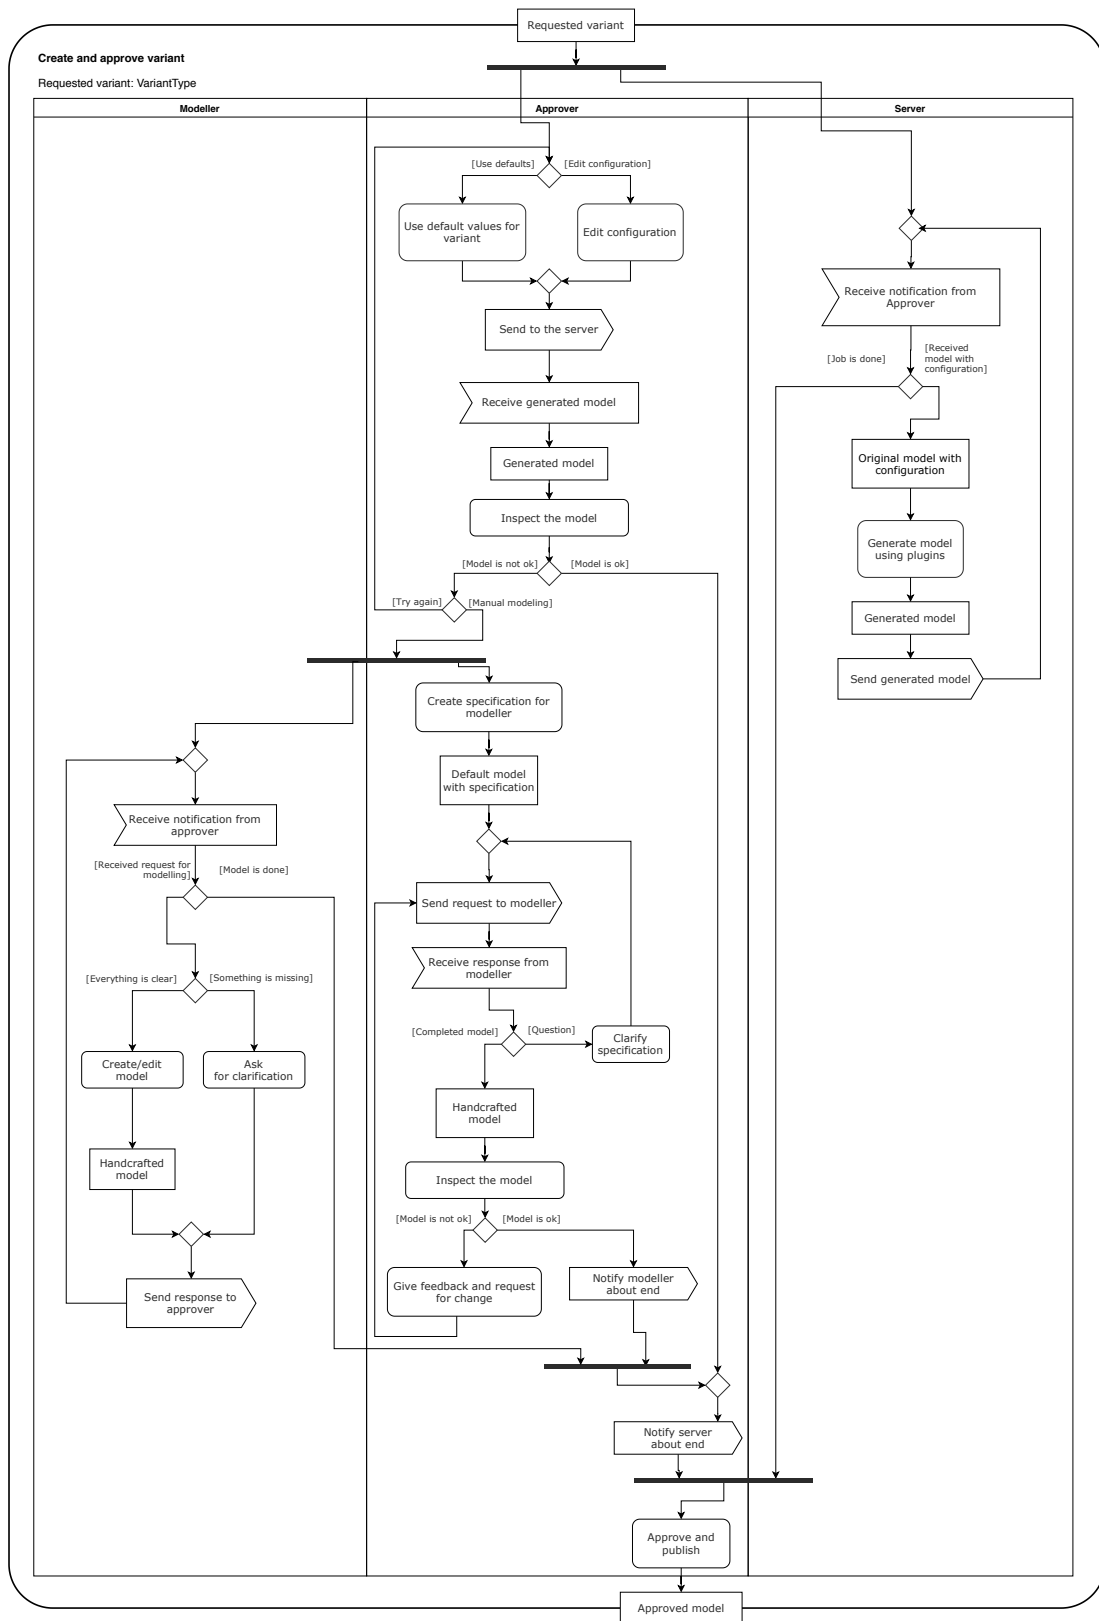 Requested variant
Create and approve variant
Requested variant: VariantType
Modeller
Approver
Server
[Use defaults]
[Edit configuration]
Use default values for
variant
Edit configuration
Send to the server
Receive generated model
Generated model
Inspect the model
[Model is not ok]
[Model is ok]
[Try again]
[Manual modeling]
Receive notification from
Approver
[Job is done]
[Received
model with
configuration]
Original model with
configuration
Generate model
using plugins
Generated model
Send generated model
Create specification for
modeller
Default model
with specification
Send request to modeller
Receive response from
modeller
[Completed model]
[Question]
Clarify
specification
Handcrafted
model
Inspect the model
[Model is not ok]
[Model is ok]
Give feedback and request
for change
Notify modeller
about end
Receive notification from
approver
[Received request for
modelling]
[Model is done]
[Everything is clear]
[Something is missing]
Create/edit
model
Ask
for clarification
Handcrafted
model
Send response to
approver
Notify server
about end
Approve and
publish
Approved model